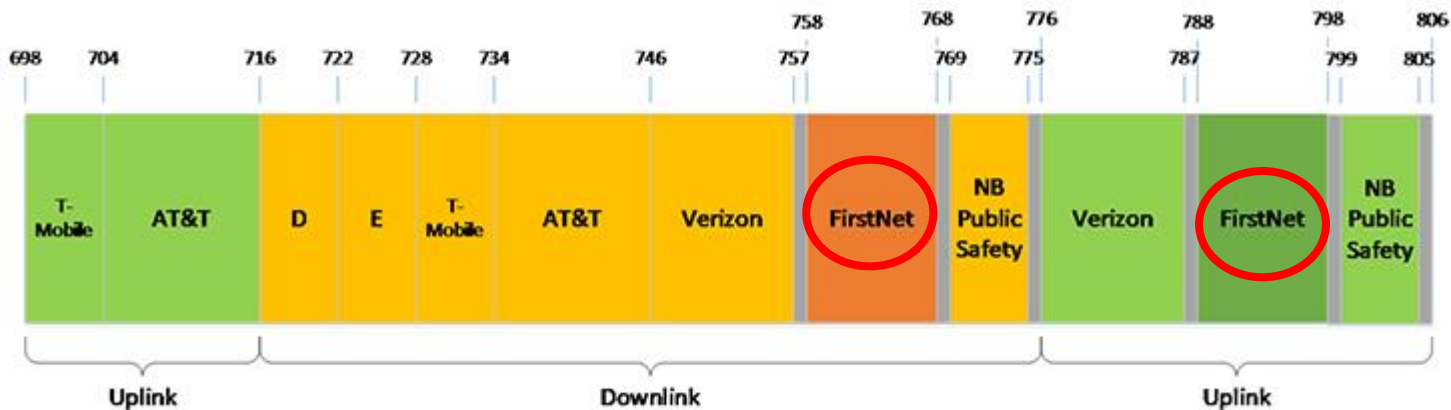 758 768 776 788 798 806
698 704 716 722 728 734 746 757 769 775 787 799 805
T-
Mobile
AT&T
D
E
T-
Mobile
AT&T
Verizon
FirstNet
NB
Public
Safety
Verizon
FirstNet
NB
Public
Safety
Uplink
Downlink
Uplink